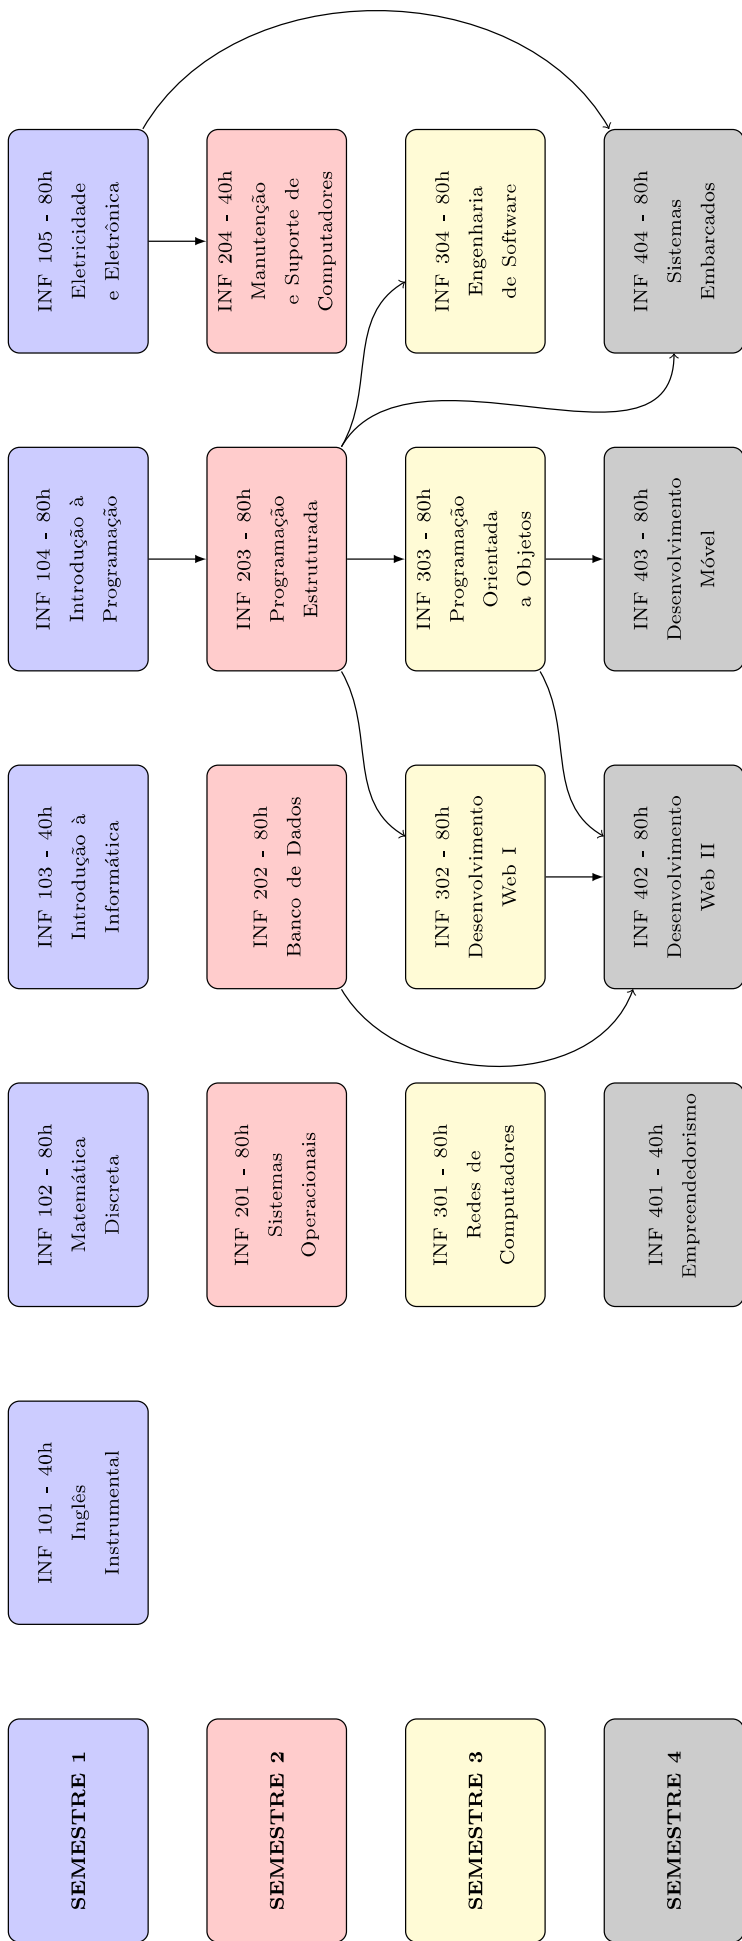 SEMESTRE 1
INF 101 - 40h
Inglês
Instrumental
INF 102 - 80h
Matemática
Discreta
INF 103 - 40h
Introdução à
Informática
INF 104 - 80h
Introdução à
Programação
INF 105 - 80h
Eletricidade
e Eletrônica
SEMESTRE 2
INF 201 - 80h
Sistemas
Operacionais
INF 202 - 80h
Banco de Dados
INF 203 - 80h
Programação
Estruturada
INF 204 - 40h
Manutenção
e Suporte de
Computadores
SEMESTRE 3
INF 301 - 80h
Redes de
Computadores
INF 302 - 80h
Desenvolvimento
Web I
INF 303 - 80h
Programação
Orientada
a Objetos
INF 304 - 80h
Engenharia
de Software
SEMESTRE 4
INF 401 - 40h
Empreendedorismo
INF 402 - 80h
Desenvolvimento
Web II
INF 403 - 80h
Desenvolvimento
Móvel
INF 404 - 80h
Sistemas
Embarcados